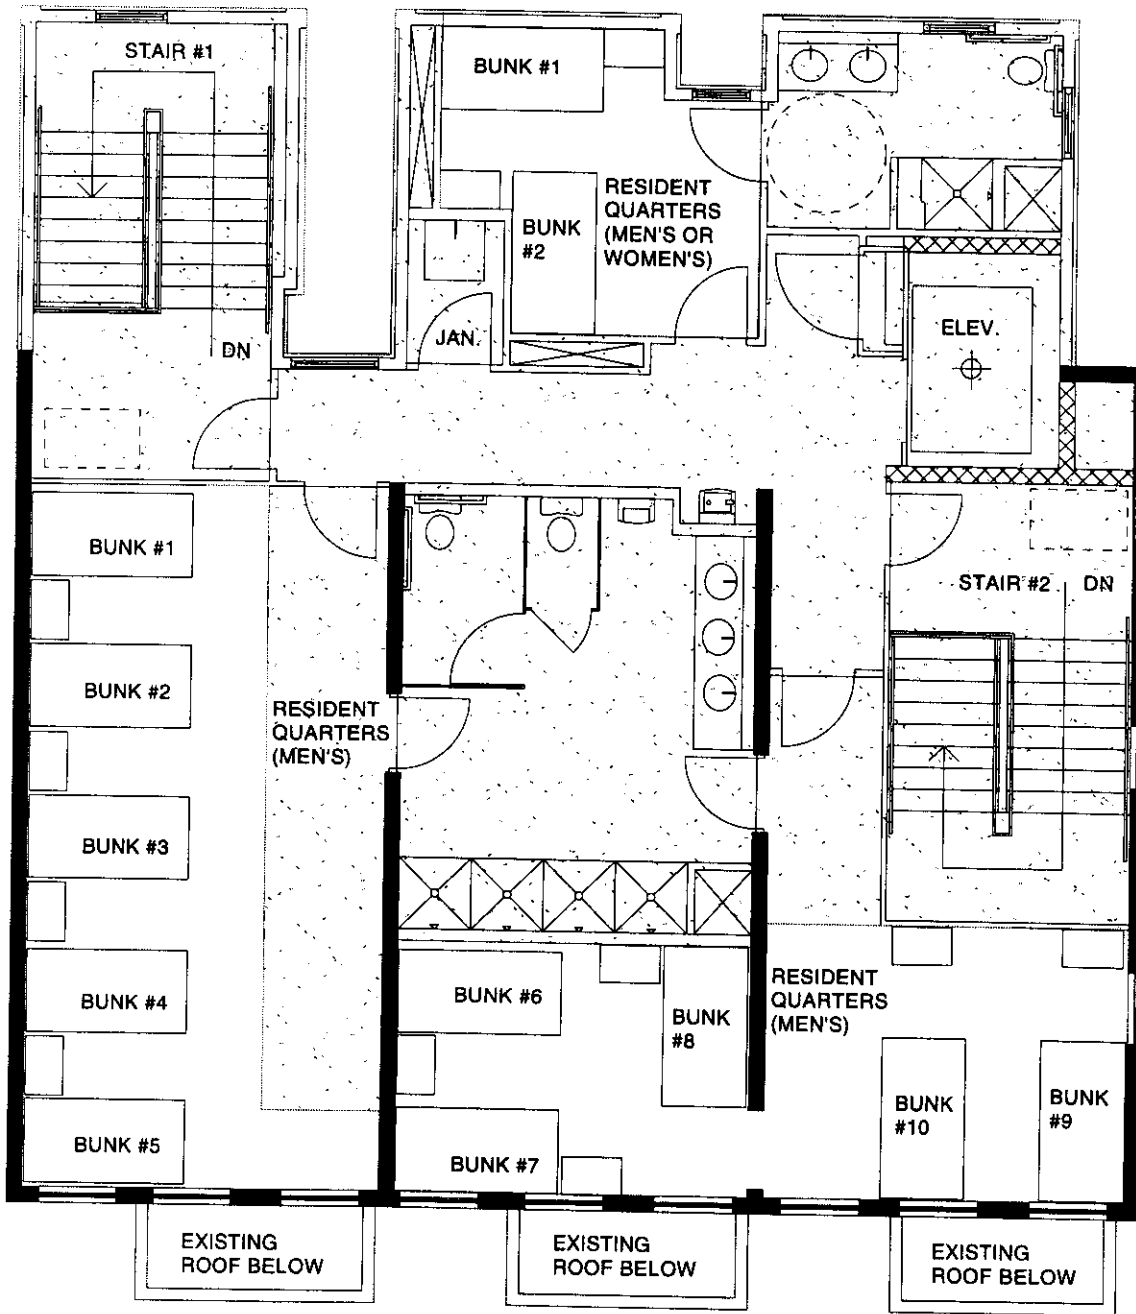 STAIR #1
BUNK #1
RESIDENT
QUARTERS
(MEN'S OR
WOMEN'S)
BUNK
#2
JAN.
ELEV.
DN
BUNK #1
STAIR #2
DN
BUNK #2
RESIDENT
QUARTERS
(MEN'S)
BUNK #3
BUNK #4
BUNK #6
BUNK
#8
RESIDENT
QUARTERS
(MEN'S)
BUNK
#10
BUNK
#9
BUNK #5
BUNK #7
EXISTING
ROOF BELOW
EXISTING
ROOF BELOW
EXISTING
ROOF BELOW